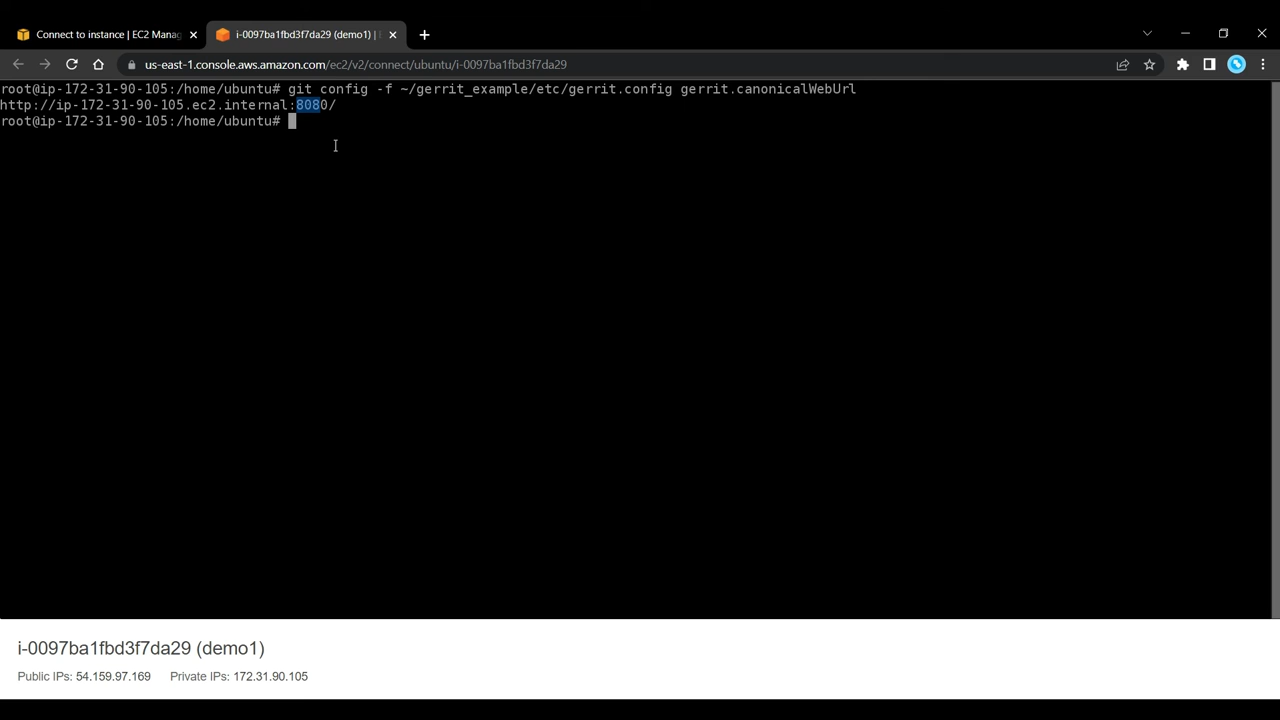 Connect to instance | EC2 Manag
i-0097ba1fbd3f7da29 (demo1) |
us-east-1.console.aws.amazon.com/ec2/v2/connect/ubuntu/i-0097ba1fbd3f7da29
root@ip-172-31-90-105:/home/ubuntu# git config -f ~/gerrit_example/etc/gerrit.config gerrit.canonicalWebUrl
http://ip-172-31-90-105.ec2.internal:8080/
root@ip-172-31-90-105:/home/ubuntu#
i-0097ba1fbd3f7da29 (demo1)
Public IPs: 54.159.97.169 Private IPs: 172.31.90.105